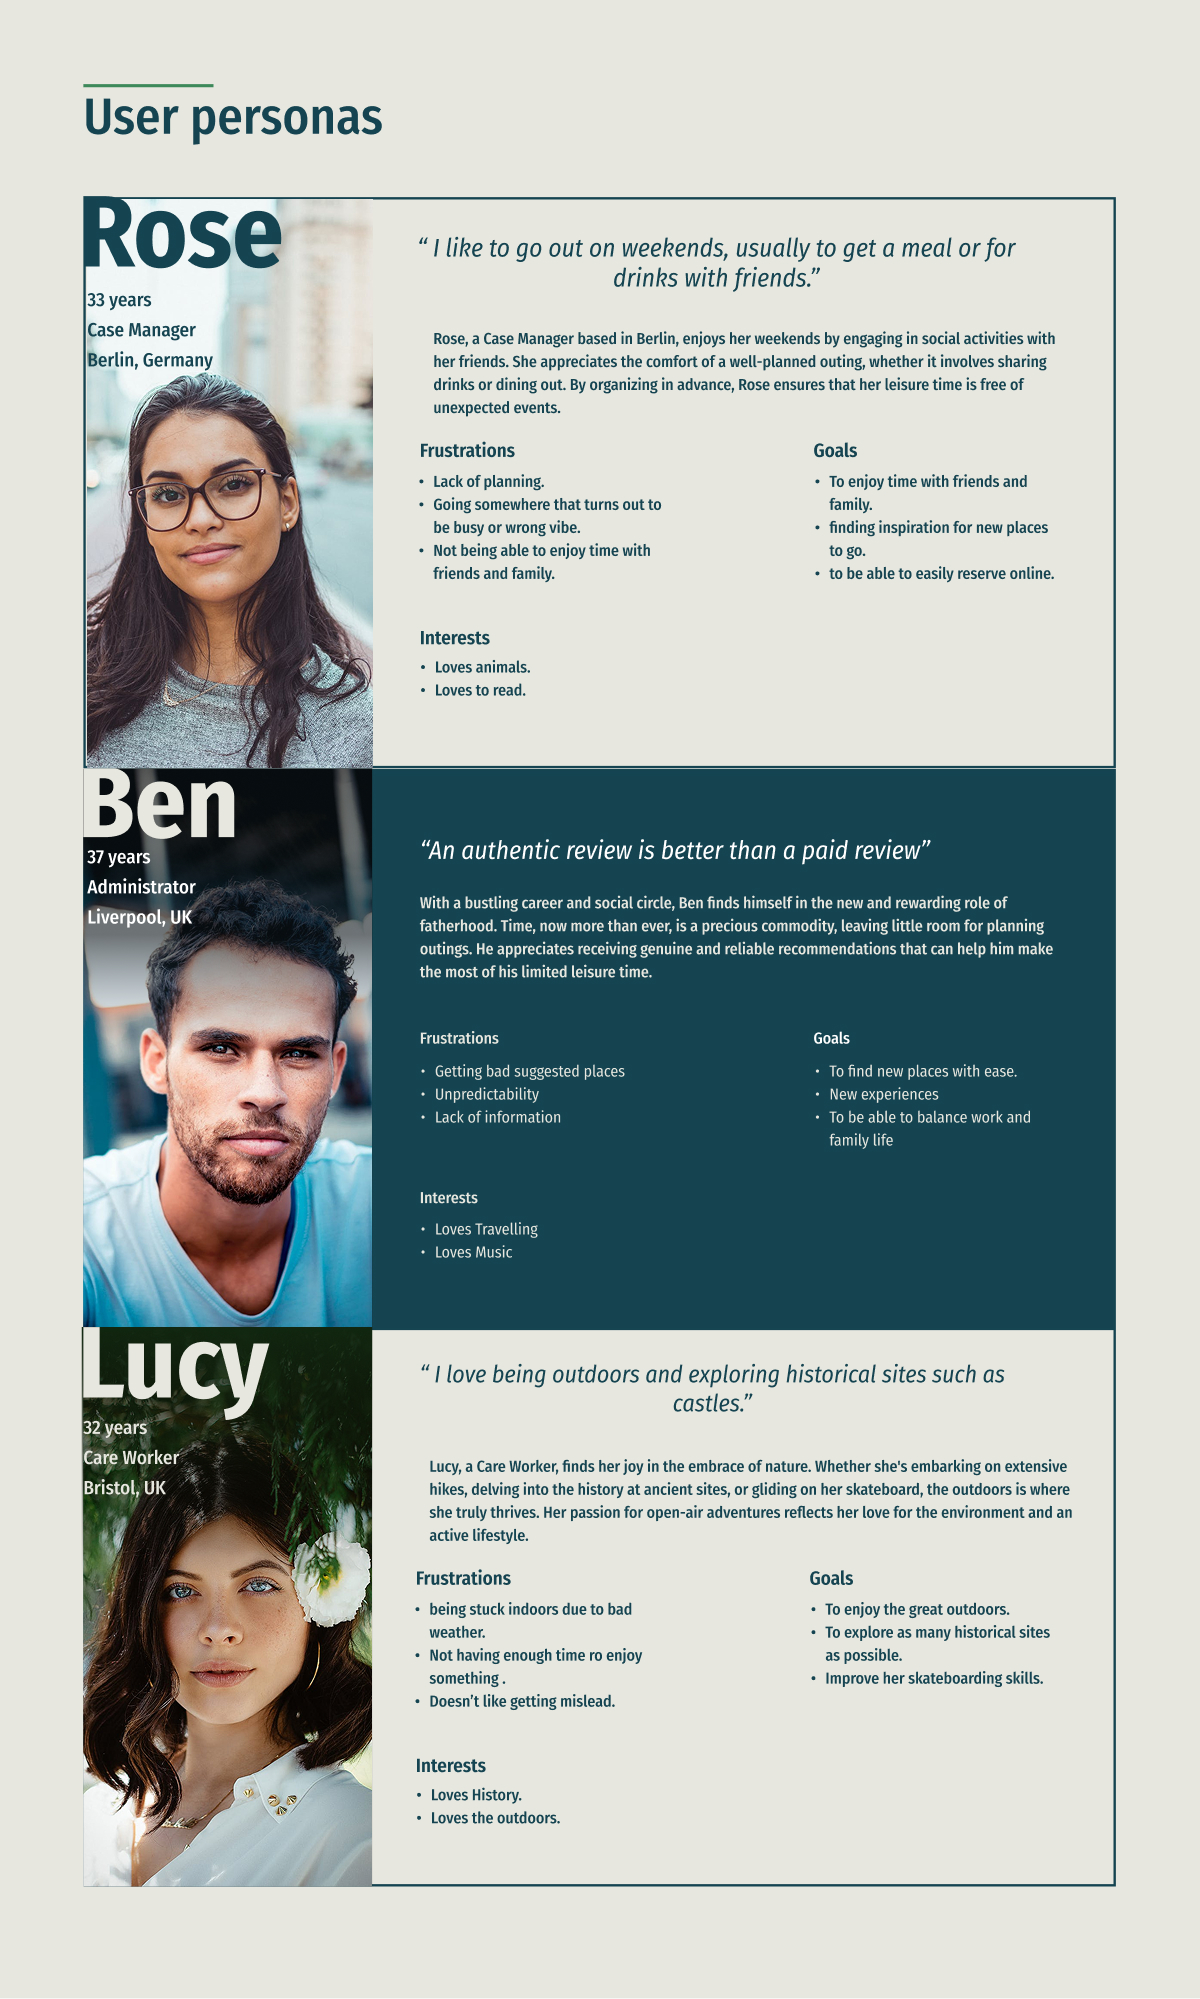 User personas
Rose
33 years
Case Manager
Berlin, Germany
“ I like to go out on weekends, usually to get a meal or for
drinks with friends.”
Rose, a Case Manager based in Berlin, enjoys her weekends by engaging in social activities with
her friends. She appreciates the comfort of a well-planned outing, whether it involves sharing
drinks or dining out. By organizing in advance, Rose ensures that her leisure time is free of
unexpected events.
Frustrations
• Lack of planning.
• Going somewhere that turns out to
be busy or wrong vibe.
• Not being able to enjoy time with
friends and family.
Goals
• To enjoy time with friends and
family.
• finding inspiration for new places
to go.
• to be able to easily reserve online.
Interests
• Loves animals.
• Loves to read.
Ben
37 years
Administrator
Liverpool, UK
“An authentic review is better than a paid review”
With a bustling career and social circle, Ben finds himself in the new and rewarding role of
fatherhood. Time, now more than ever, is a precious commodity, leaving little room for planning
outings. He appreciates receiving genuine and reliable recommendations that can help him make
the most of his limited leisure time.
Frustrations
• Getting bad suggested places
• Unpredictability
• Lack of information
Goals
• To find new places with ease.
• New experiences
• To be able to balance work and
family life
Interests
• Loves Travelling
• Loves Music
Lucy
32 years
Care Worker
Bristol, UK
“ I love being outdoors and exploring historical sites such as
castles.”
Lucy, a Care Worker, finds her joy in the embrace of nature. Whether she's embarking on extensive
hikes, delving into the history at ancient sites, or gliding on her skateboard, the outdoors is where
she truly thrives. Her passion for open-air adventures reflects her love for the environment and an
active lifestyle.
Frustrations
• being stuck indoors due to bad
weather.
• Not having enough time ro enjoy
something .
• Doesn’t like getting mislead.
Goals
• To enjoy the great outdoors.
• To explore as many historical sites
as possible.
• Improve her skateboarding skills.
Interests
• Loves History.
• Loves the outdoors.